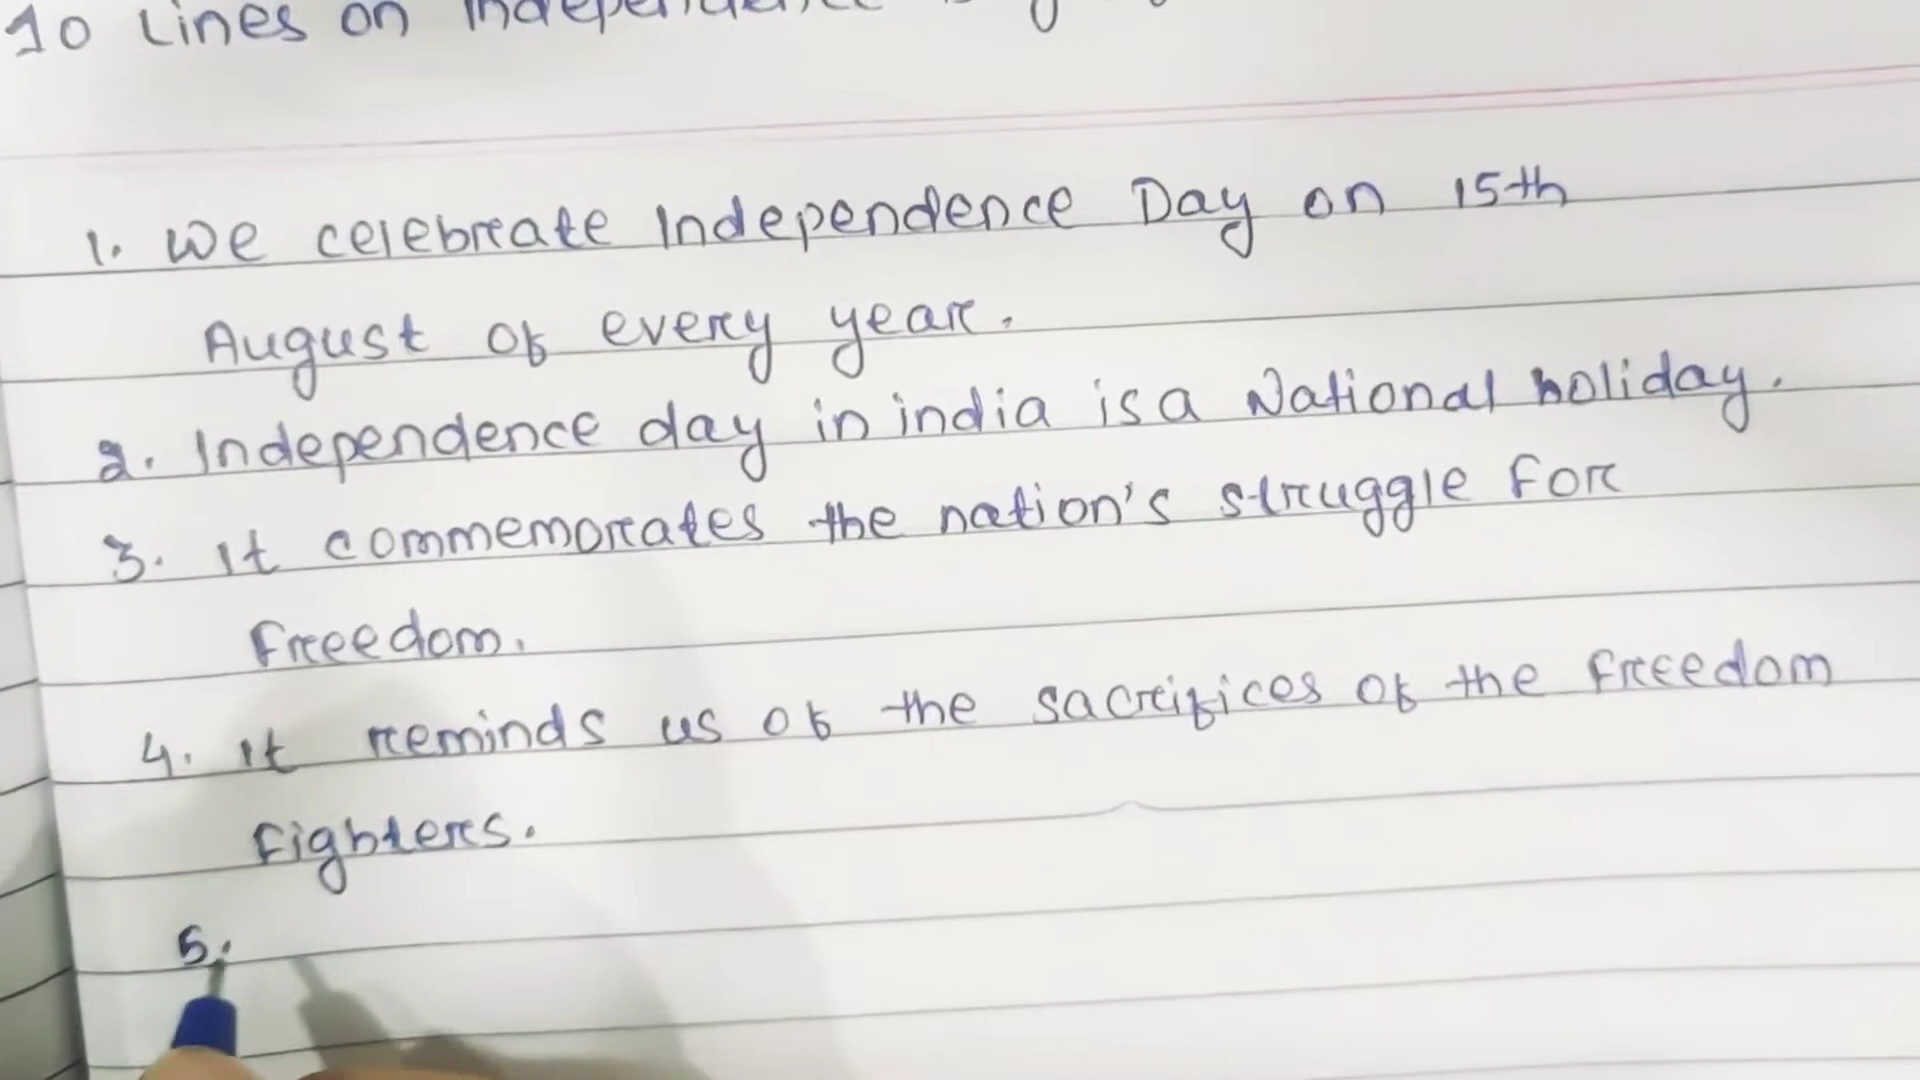 10 Lines on Independence Day
1. We celebrate Independence Day on 15th
August of every year.
2. Independence day in india is a National holiday.
3. It commemorates the nation's struggle for
freedom.
4. It reminds us of the sacrifices of the freedom
fighters.
5.